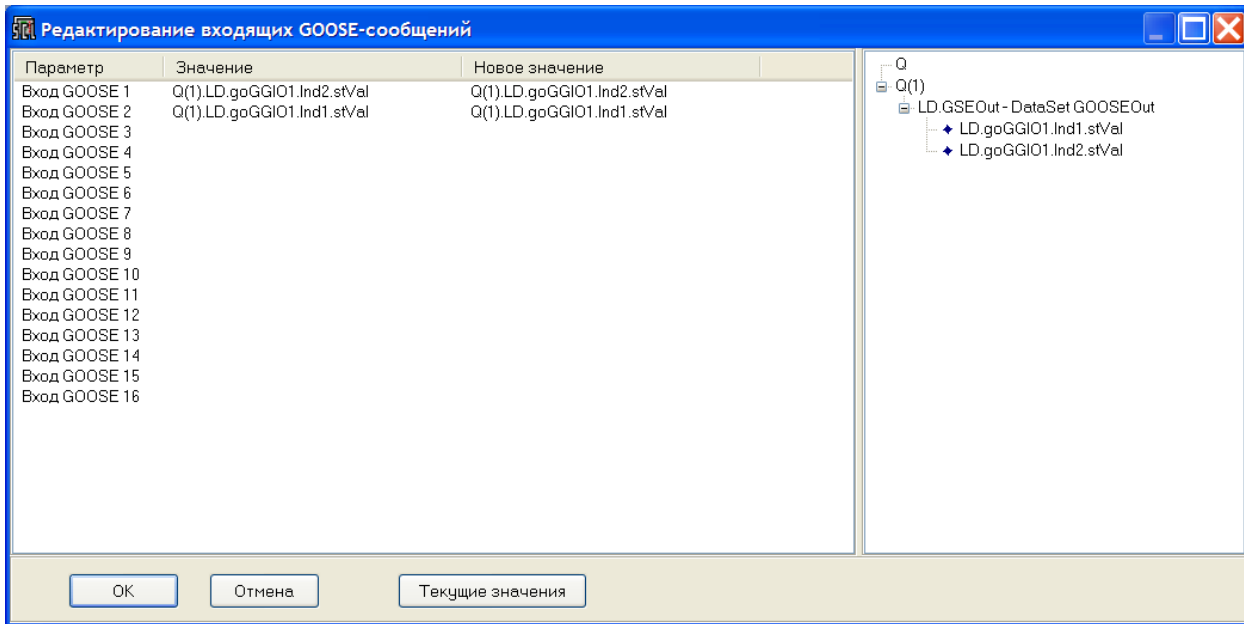 Редактирование входящих GOOSE-сообщений
Параметр Значение Новое значение
Вход GOOSE 1 Q(1).LD.goGGIO1.Ind2.stVal Q(1).LD.goGGIO1.Ind2.stVal
Вход GOOSE 2 Q(1).LD.goGGIO1.Ind1.stVal Q(1).LD.goGGIO1.Ind1.stVal
Вход GOOSE 3
Вход GOOSE 4
Вход GOOSE 5
Вход GOOSE 6
Вход GOOSE 7
Вход GOOSE 8
Вход GOOSE 9
Вход GOOSE 10
Вход GOOSE 11
Вход GOOSE 12
Вход GOOSE 13
Вход GOOSE 14
Вход GOOSE 15
Вход GOOSE 16
Q
Q(1)
LD.GSEOut - DataSet GOOSEOut
LD.goGGIO1.Ind1.stVal
LD.goGGIO1.Ind2.stVal
OK Отмена Текущие значения